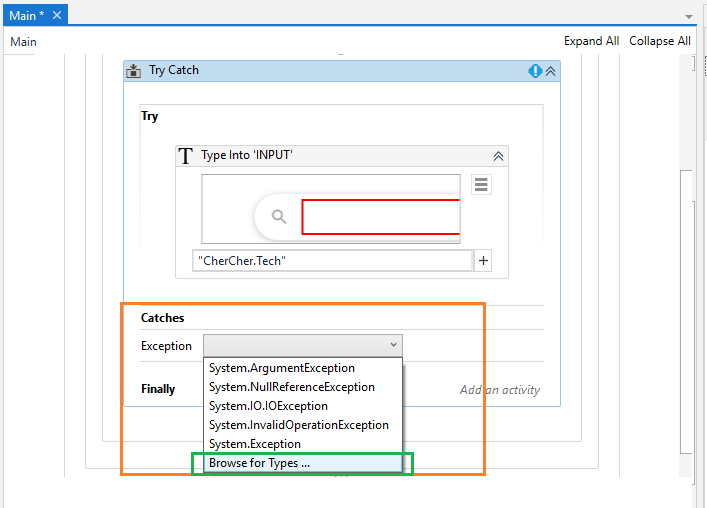 Main *
Main
Expand All Collapse All
Try Catch
Try
T Type Into 'INPUT'
"CherCher.Tech"
Catches
Exception
System.ArgumentException
System.NullReferenceException
System.IO.IOException
System.InvalidOperationException
System.Exception
Browse for Types ...
Finally
Add an activity